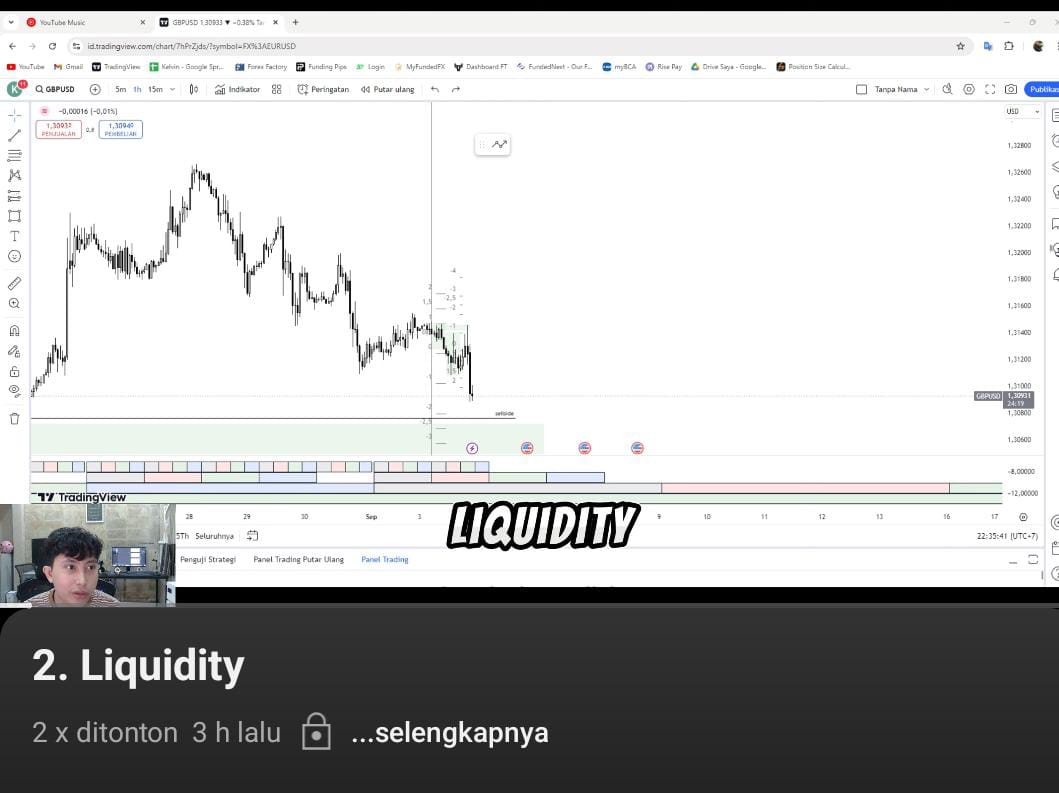 YouTube Music
GBPUSD 1,30933 ▼ −0.38% Ta
id.tradingview.com/chart/7hPrZjds/?symbol=FX%3AEURUSD
YouTube Gmail TradingView Kelvin - Google Spr... Forex Factory Funding Pips Login MyFundedFX Dashboard FT FundedNext - Our F... myBCA Rise Pay Drive Saya - Google... Position Size Calcul...
K 11 GBPUSD 5m 1h 15m Indikator Peringatan Putar ulang Tanpa Nama Publikas
−0,00016 (−0,01%)
USD
1,30932 1,30940
PENJUALAN PEMBELIAN
1,32800
1,32600
1,32400
1,32200
1,32000
1,31800
1,31600
1,31400
1,31200
1,31000
GBPUSD 1,30931
24:19
1,30800
1,30600
-4
-3
-2,5
-2
-1
0
2
2
1,5
1
0
-1
-2
-2,5
-3
sellside
-8,00000
-12,00000
TradingView
28 29 30 Sep 3 9 10 11 12 13 16 17
LIQUIDITY
5Th Seluruhnya
22:35:41 (UTC+7)
Penguji Strategi Panel Trading Putar Ulang Panel Trading
2. Liquidity
2 x ditonton 3 h lalu ...selengkapnya